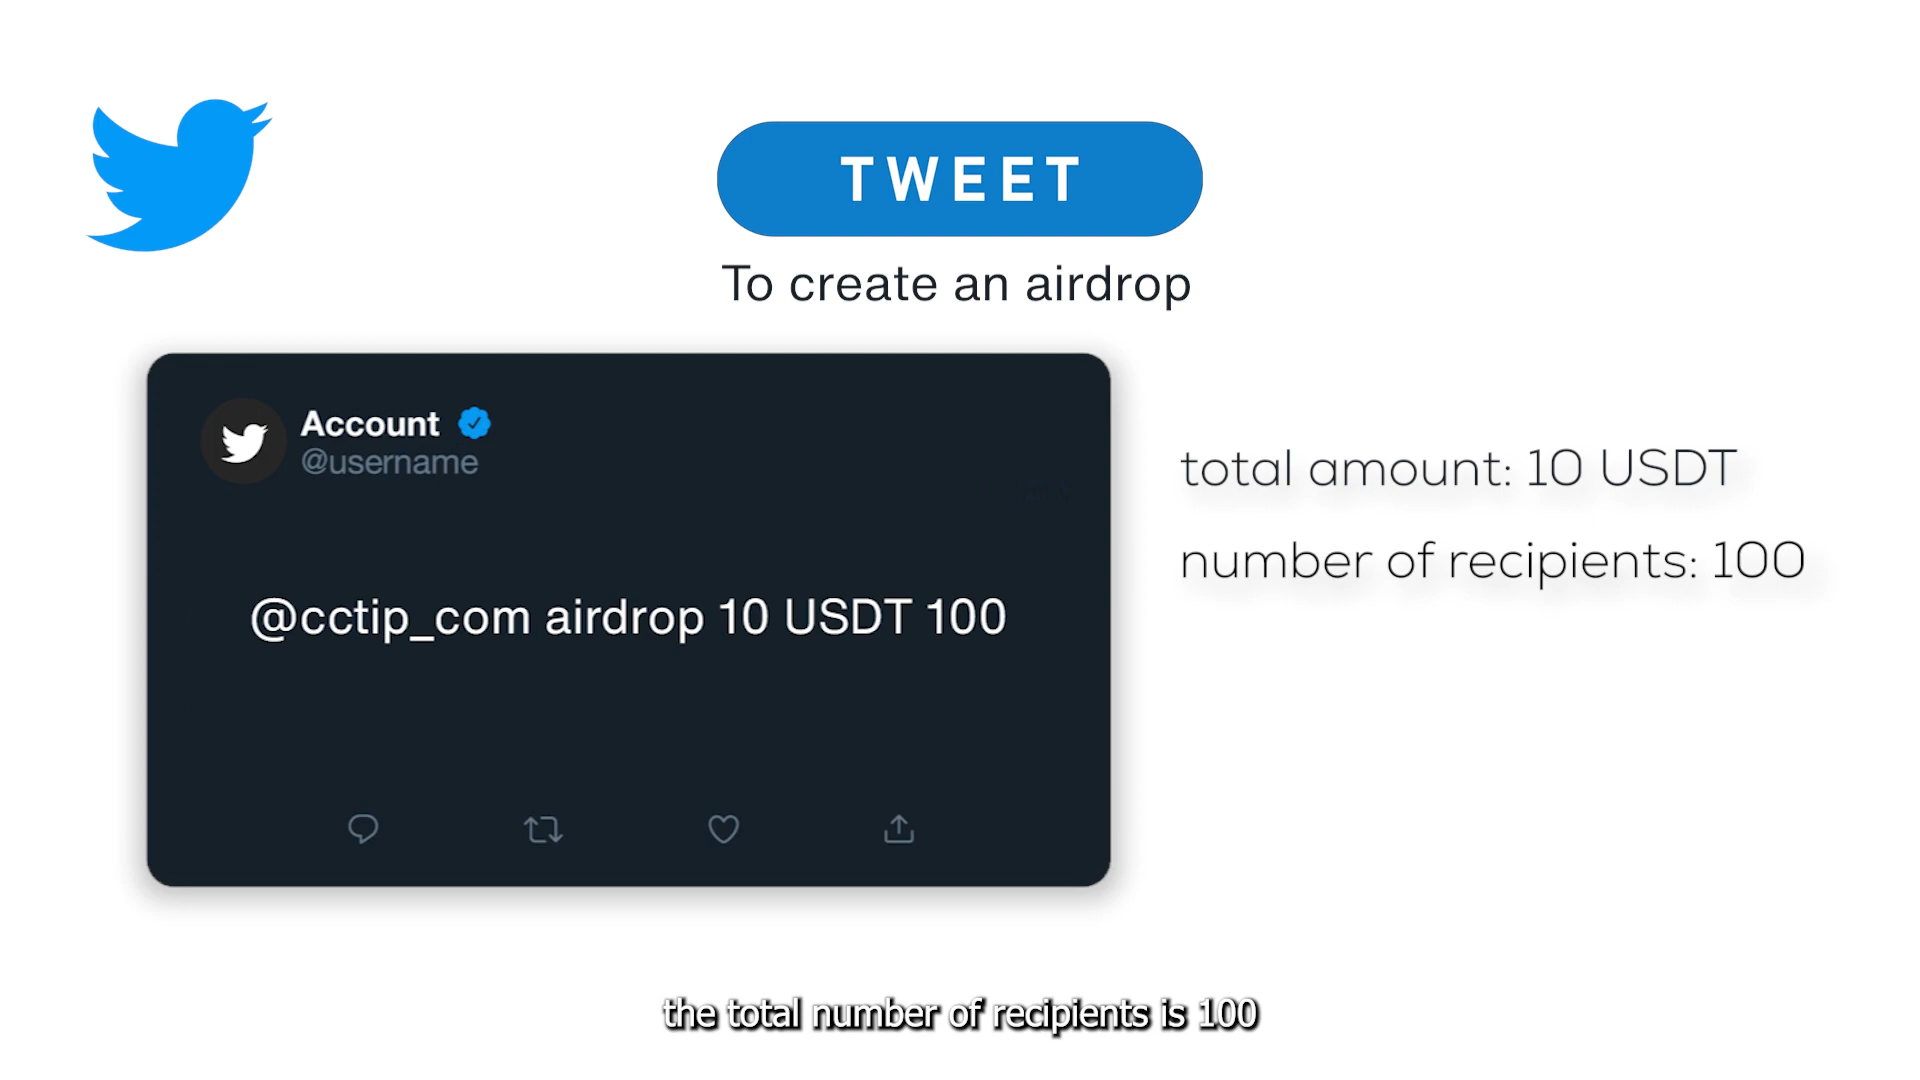 TWEET
To create an airdrop
Account
@username
@cctip_com airdrop 10 USDT 100
total amount: 10 USDT
number of recipients: 100
the total number of recipients is 100